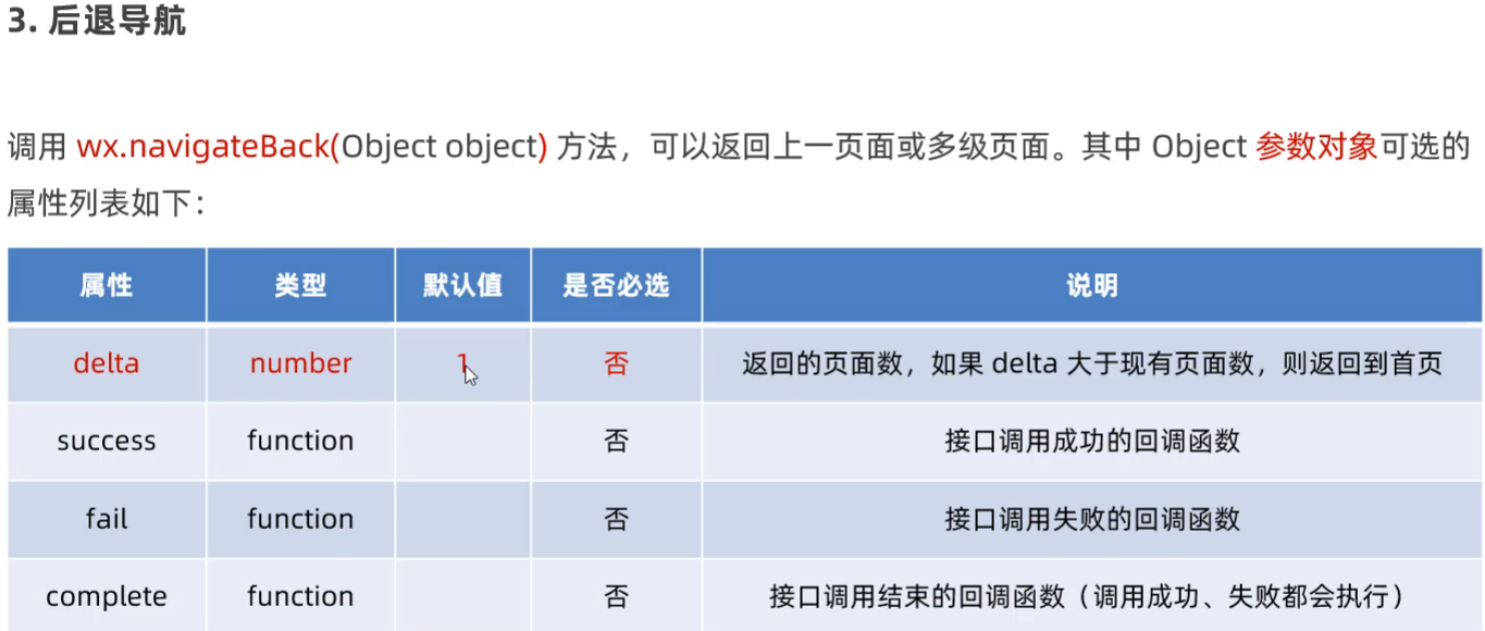 3. 后退导航
调用 wx.navigateBack(Object object) 方法，可以返回上一页面或多级页面。其中 Object 参数对象可选的
属性列表如下：
属性 类型 默认值 是否必选 说明
delta number 1 否 返回的页面数，如果 delta 大于现有页面数，则返回到首页
success function 否 接口调用成功的回调函数
fail function 否 接口调用失败的回调函数
complete function 否 接口调用结束的回调函数（调用成功、失败都会执行）